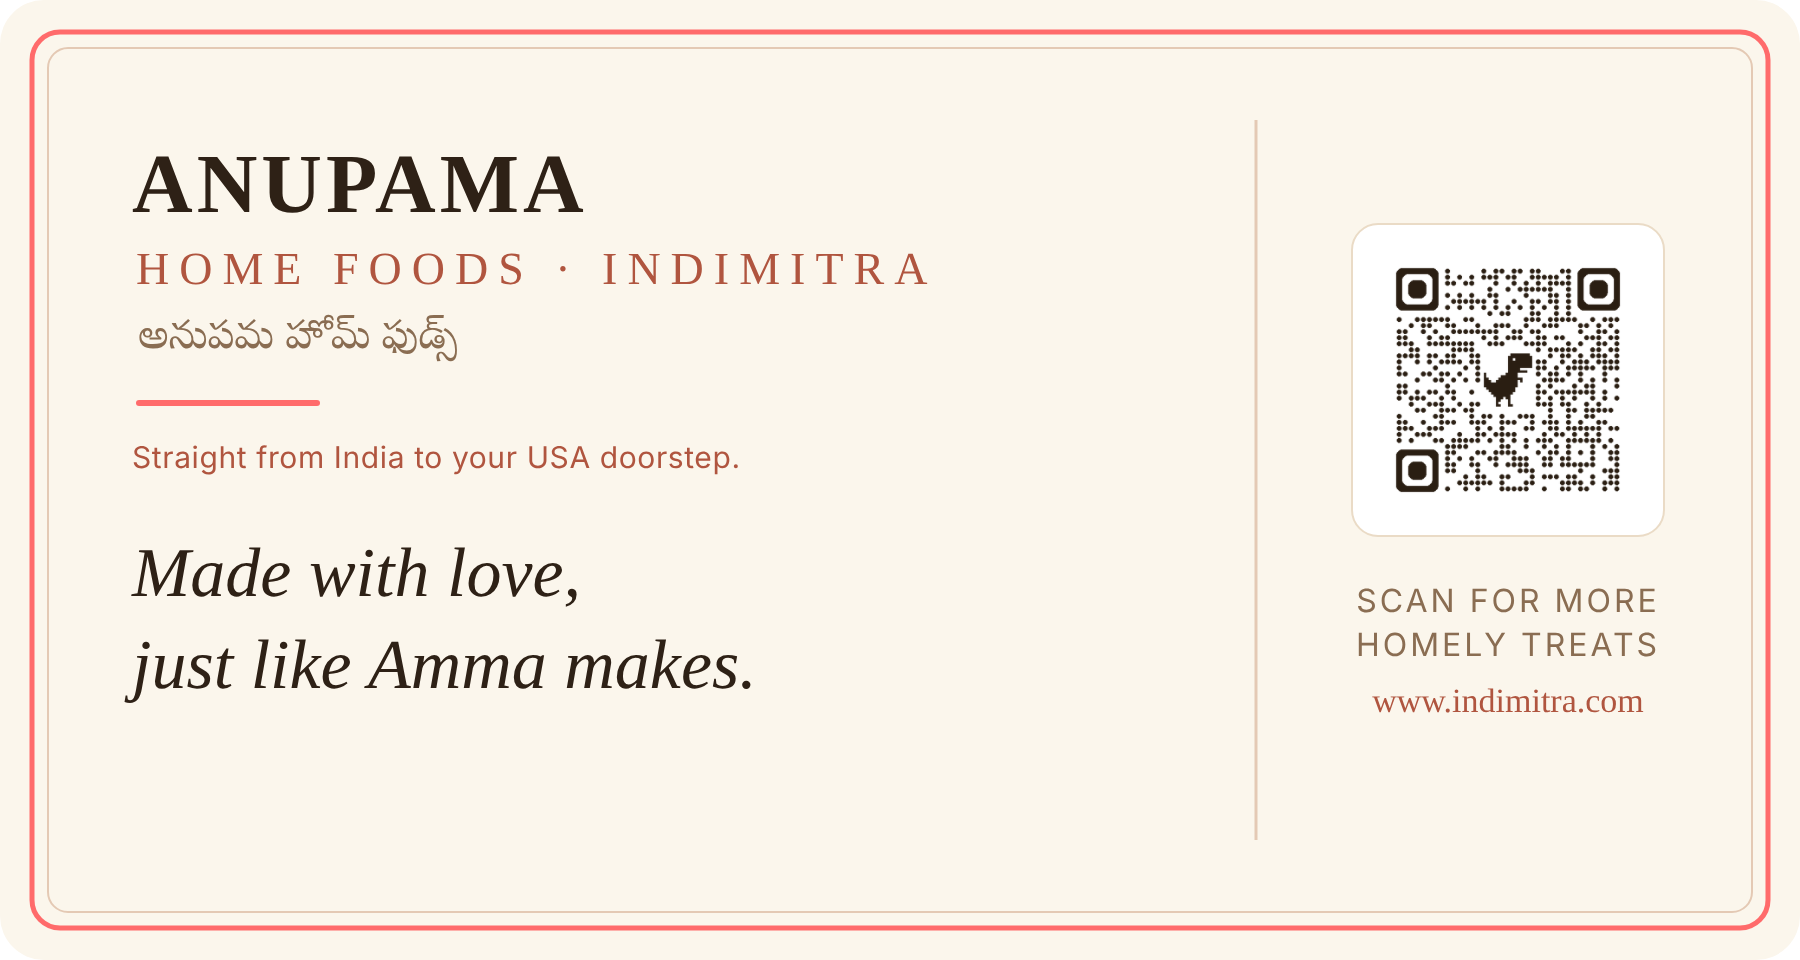 ANUPAMA
HOME FOODS · INDIMITRA
అనుపమ హోమ్ ఫుడ్స్
Straight from India to your USA doorstep.
Made with love,
just like Amma makes.
SCAN FOR MORE
HOMELY TREATS
www.indimitra.com